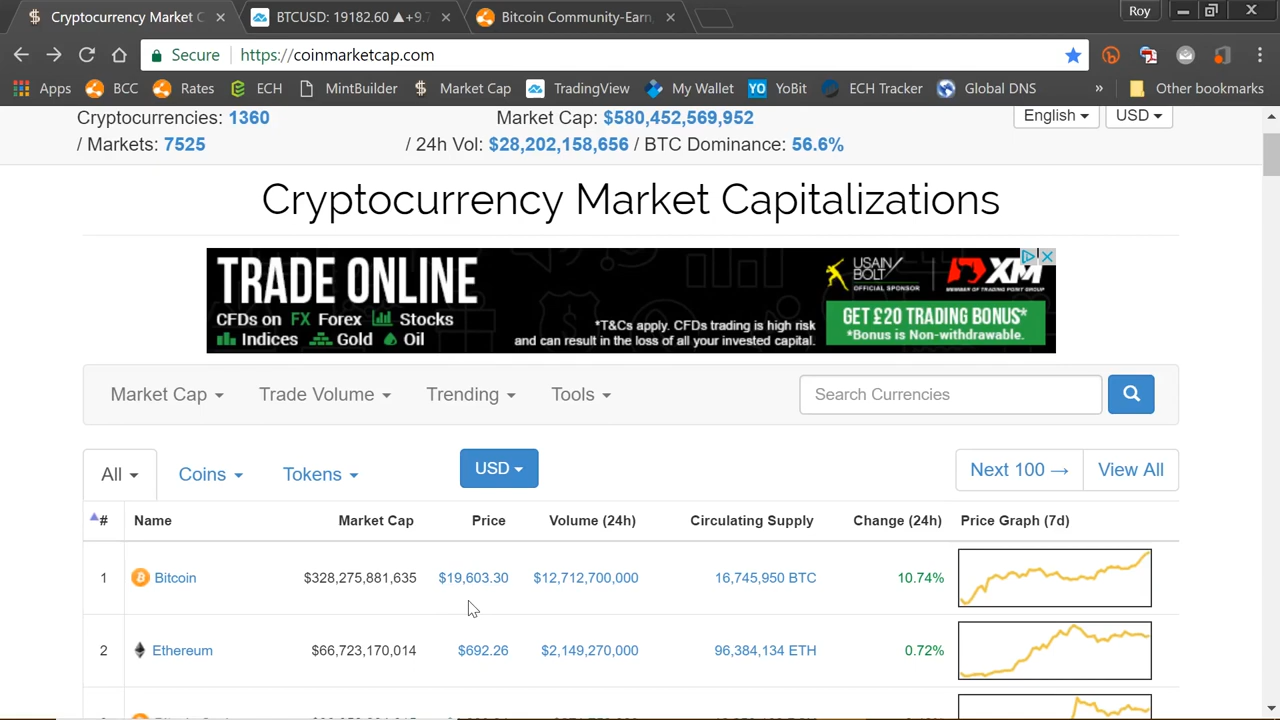 Cryptocurrency Market C
BTCUSD: 19182.60 ▲+9.7
Bitcoin Community-Earn,
Roy
Secure
https://coinmarketcap.com
Apps BCC Rates ECH MintBuilder Market Cap TradingView My Wallet YO YoBit ECH Tracker Global DNS » Other bookmarks
Cryptocurrencies: 1360 Market Cap: $580,452,569,952 English USD
/ Markets: 7525 / 24h Vol: $28,202,158,656 / BTC Dominance: 56.6%
Cryptocurrency Market Capitalizations
TRADE ONLINE
CFDs on FX Forex Stocks
Indices Gold Oil
*T&Cs apply. CFDs trading is high risk
and can result in the loss of all your invested capital.
USAIN
BOLT
OFFICIAL SPONSOR
XM
MEMBER OF TRADING POINT GROUP
GET £20 TRADING BONUS*
*Bonus is Non-withdrawable.
Market Cap Trade Volume Trending Tools Search Currencies
All Coins Tokens USD Next 100 → View All
# Name Market Cap Price Volume (24h) Circulating Supply Change (24h) Price Graph (7d)
1 Bitcoin $328,275,881,635 $19,603.30 $12,712,700,000 16,745,950 BTC 10.74%
2 Ethereum $66,723,170,014 $692.26 $2,149,270,000 96,384,134 ETH 0.72%